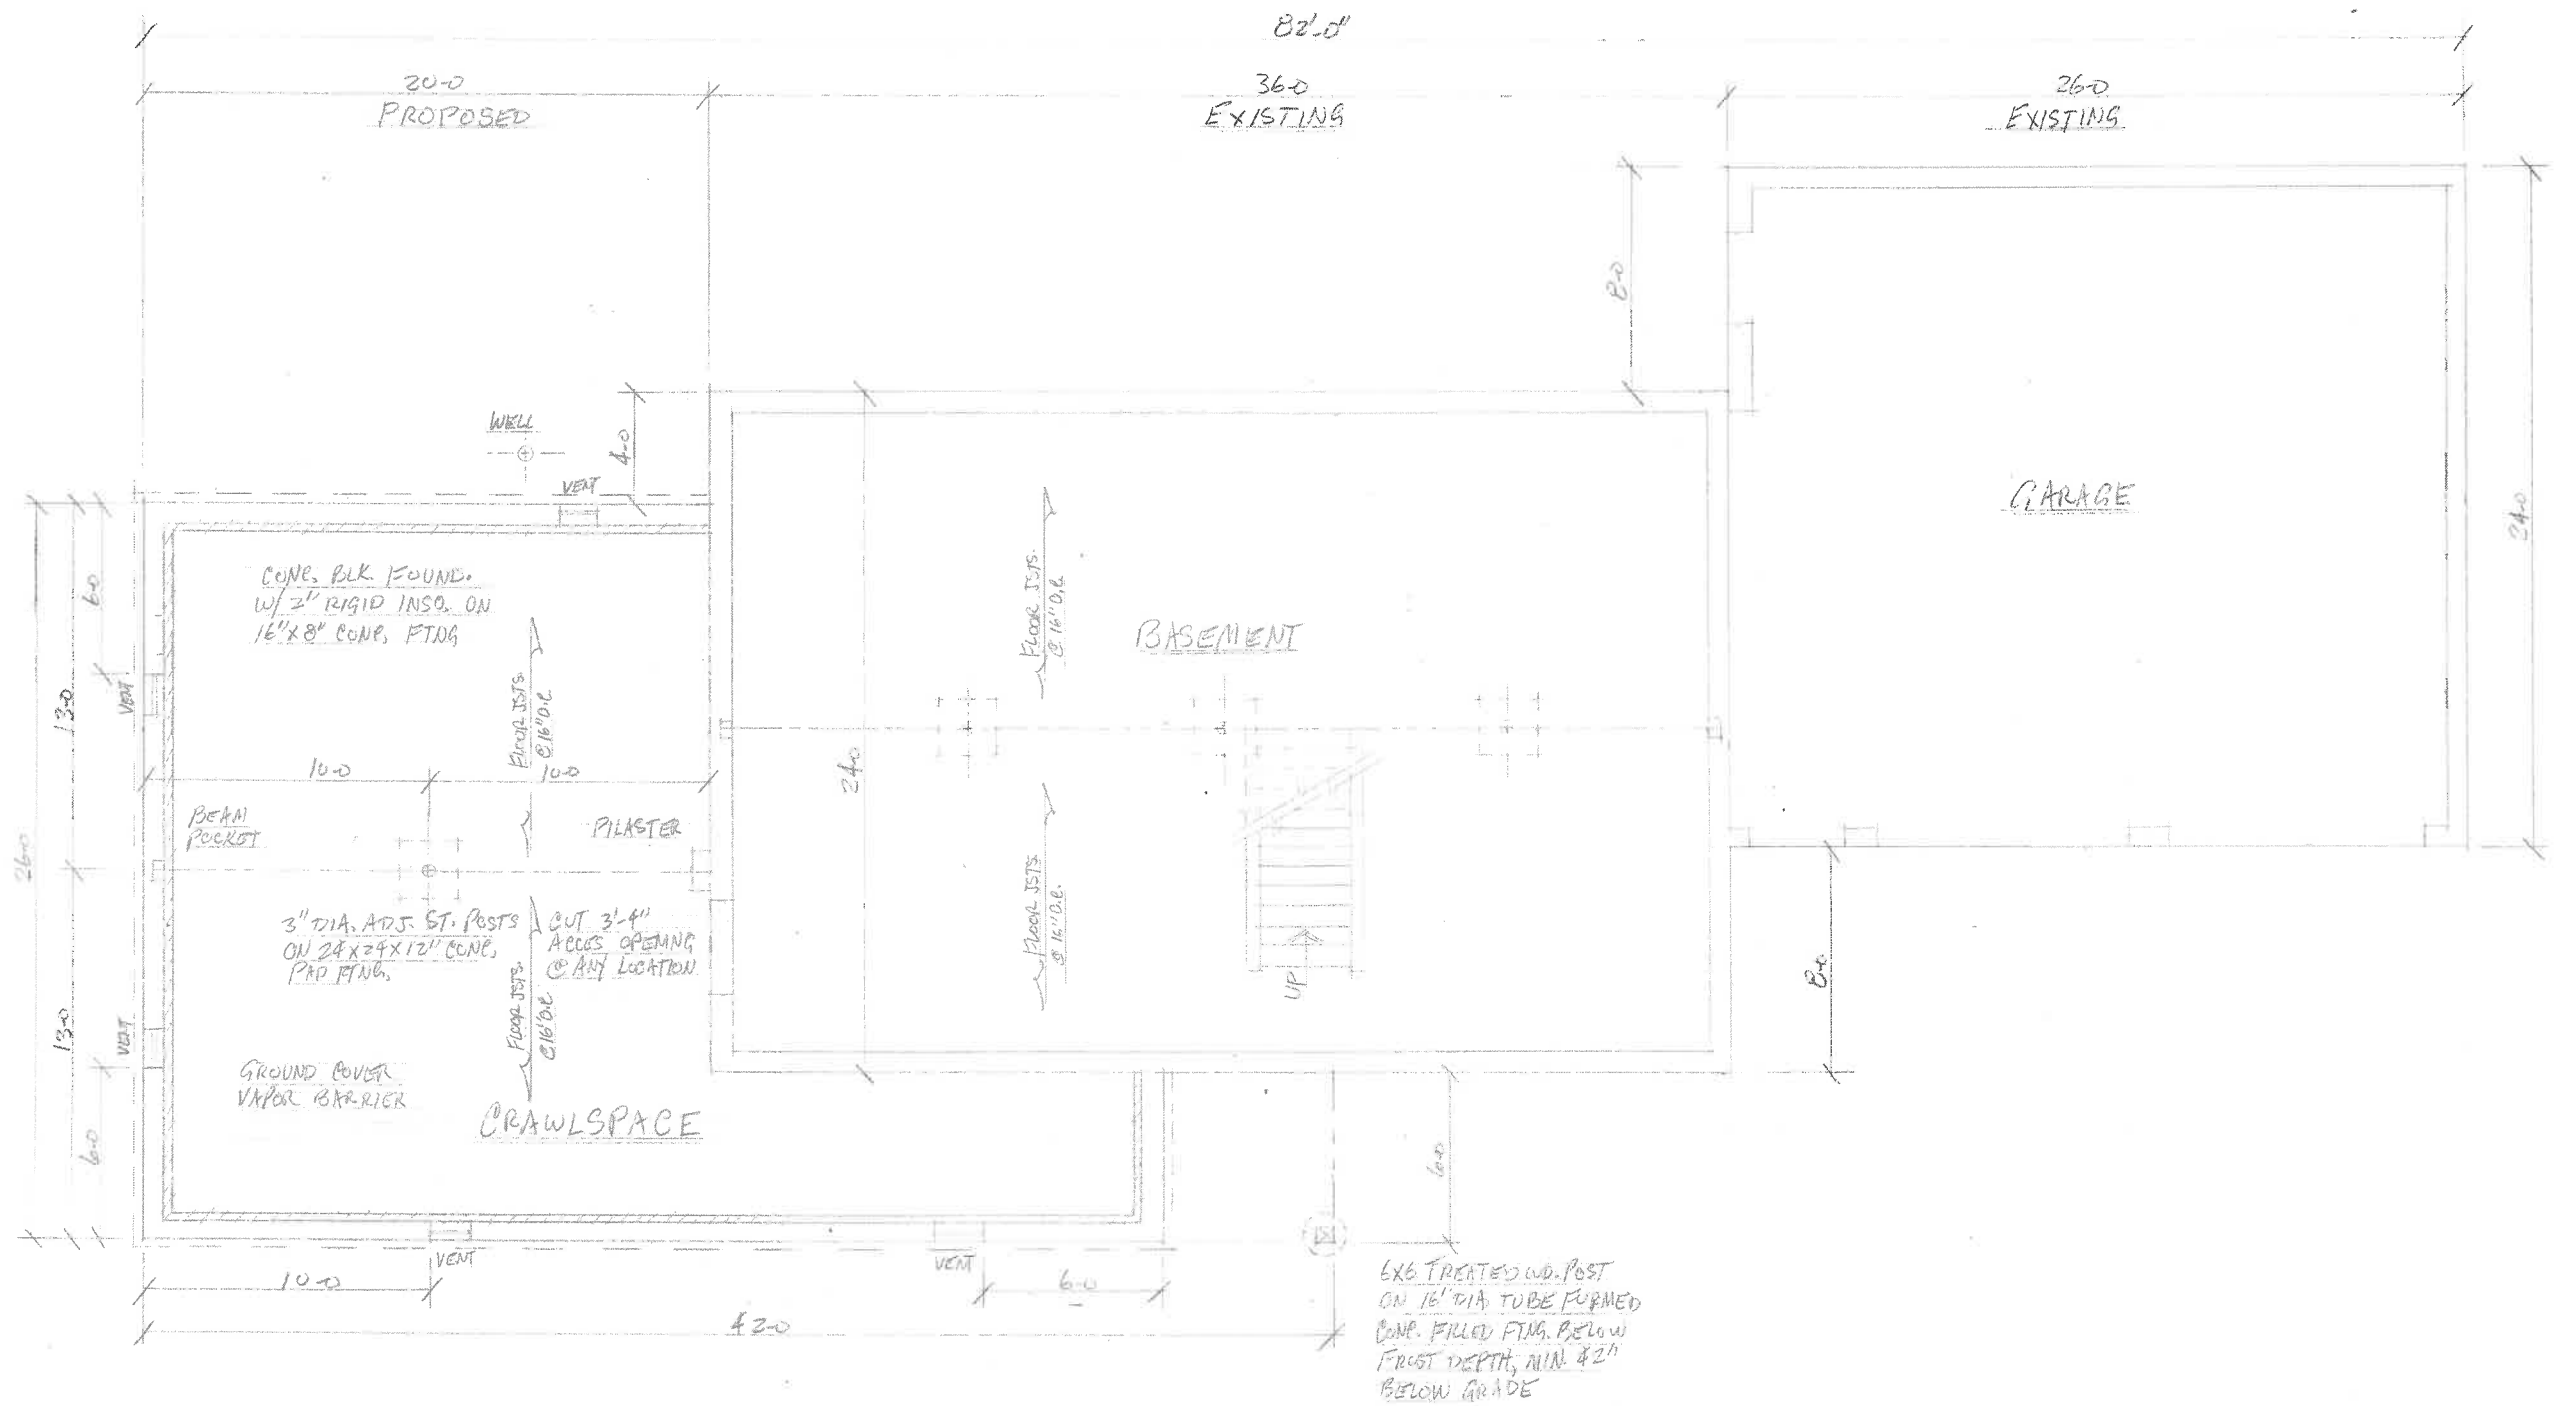 82'-0"
20-0
PROPOSED
36-0
EXISTING
26-0
EXISTING
8-0
WELL
4-0
VENT
GARAGE
24-0
6-0
CONC. BLK. FOUND.
W/ 2" RIGID INSO. ON
16"X8" CONC. FTNG
FLOOR JSTS.
@ 16" O.C.
BASEMENT
FLOOR JSTS.
@ 16" O.C.
13-0
VENT
10-0
10-0
24-0
BEAM
POCKET
PILASTER
26-0
3" DIA. ADJ. ST. POSTS
ON 24X24X12" CONC.
PAD FTNG.
CUT 3'-4"
ACCES OPENING
@ ANY LOCATION
FLOOR JSTS.
@ 16" O.C.
FLOOR JSTS.
@ 16" O.C.
UP
8-0
13-0
VENT
GROUND COVER
VAPOR BARRIER
CRAWLSPACE
6-0
6-0
VENT
VENT
10-0
6-0
42-0
6X6 TREATED WD. POST
ON 16" DIA TUBE FORMED
CONC. FILLED FTNG. BELOW
FROST DEPTH, MIN. 42"
BELOW GRADE